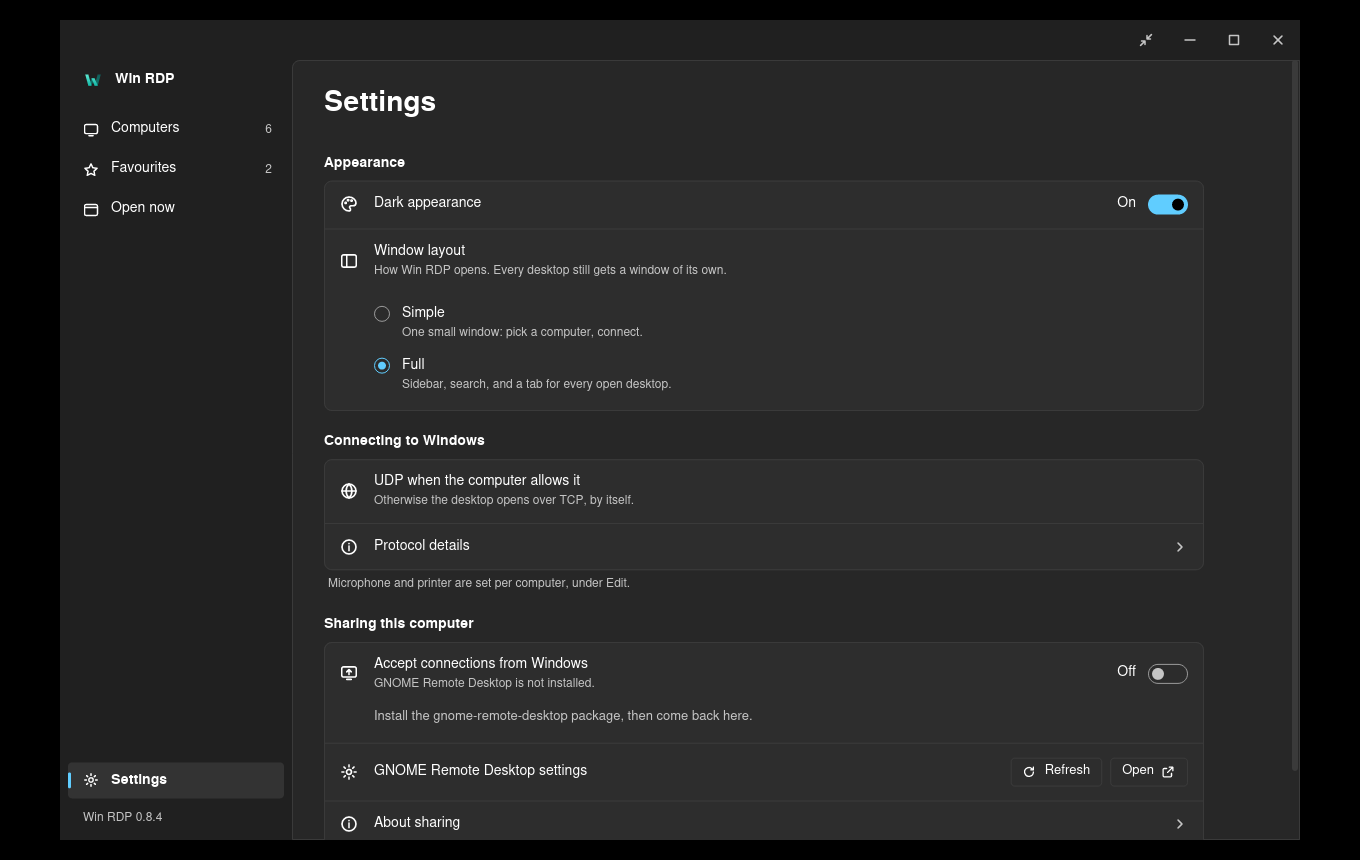 Win RDP
Computers 6
Favourites 2
Open now
Settings
Win RDP 0.8.4
Settings
Appearance
Dark appearance On
Window layout
How Win RDP opens. Every desktop still gets a window of its own.
Simple
One small window: pick a computer, connect.
Full
Sidebar, search, and a tab for every open desktop.
Connecting to Windows
UDP when the computer allows it
Otherwise the desktop opens over TCP, by itself.
Protocol details
Microphone and printer are set per computer, under Edit.
Sharing this computer
Accept connections from Windows Off
GNOME Remote Desktop is not installed.
Install the gnome-remote-desktop package, then come back here.
GNOME Remote Desktop settings Refresh Open
About sharing